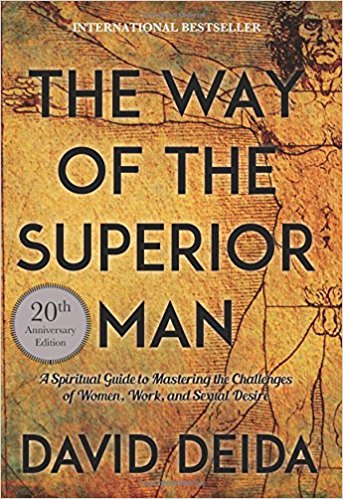 INTERNATIONAL BESTSELLER
THE WAY
OF THE
SUPERIOR
MAN
20th
Anniversary
Edition
A Spiritual Guide to Mastering the Challenges
of Women, Work, and Sexual Desire
DAVID DEIDA